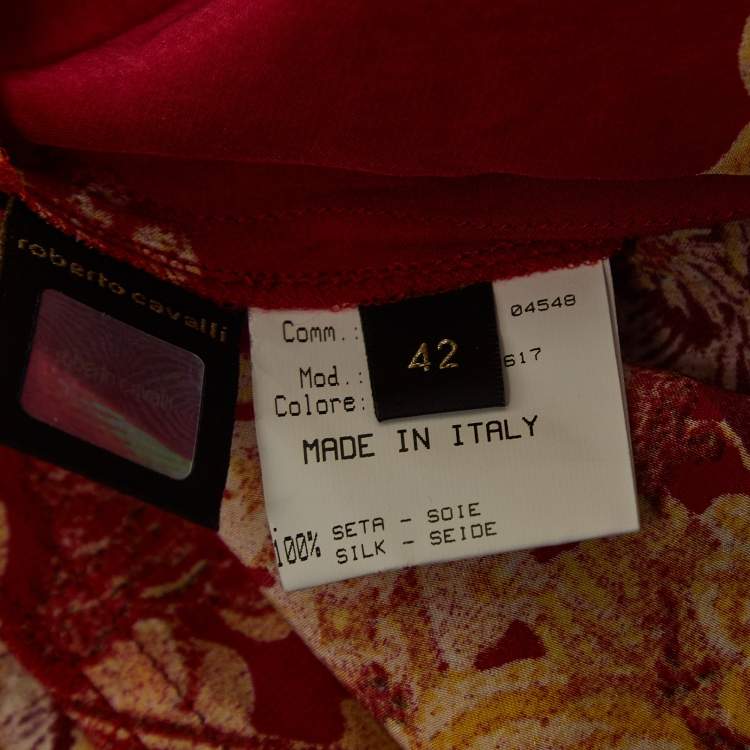 roberto cavalli
Comm.: 04548
42
Mod.: 617
Colore:
MADE IN ITALY
100% SETA - SOIE
SILK - SEIDE